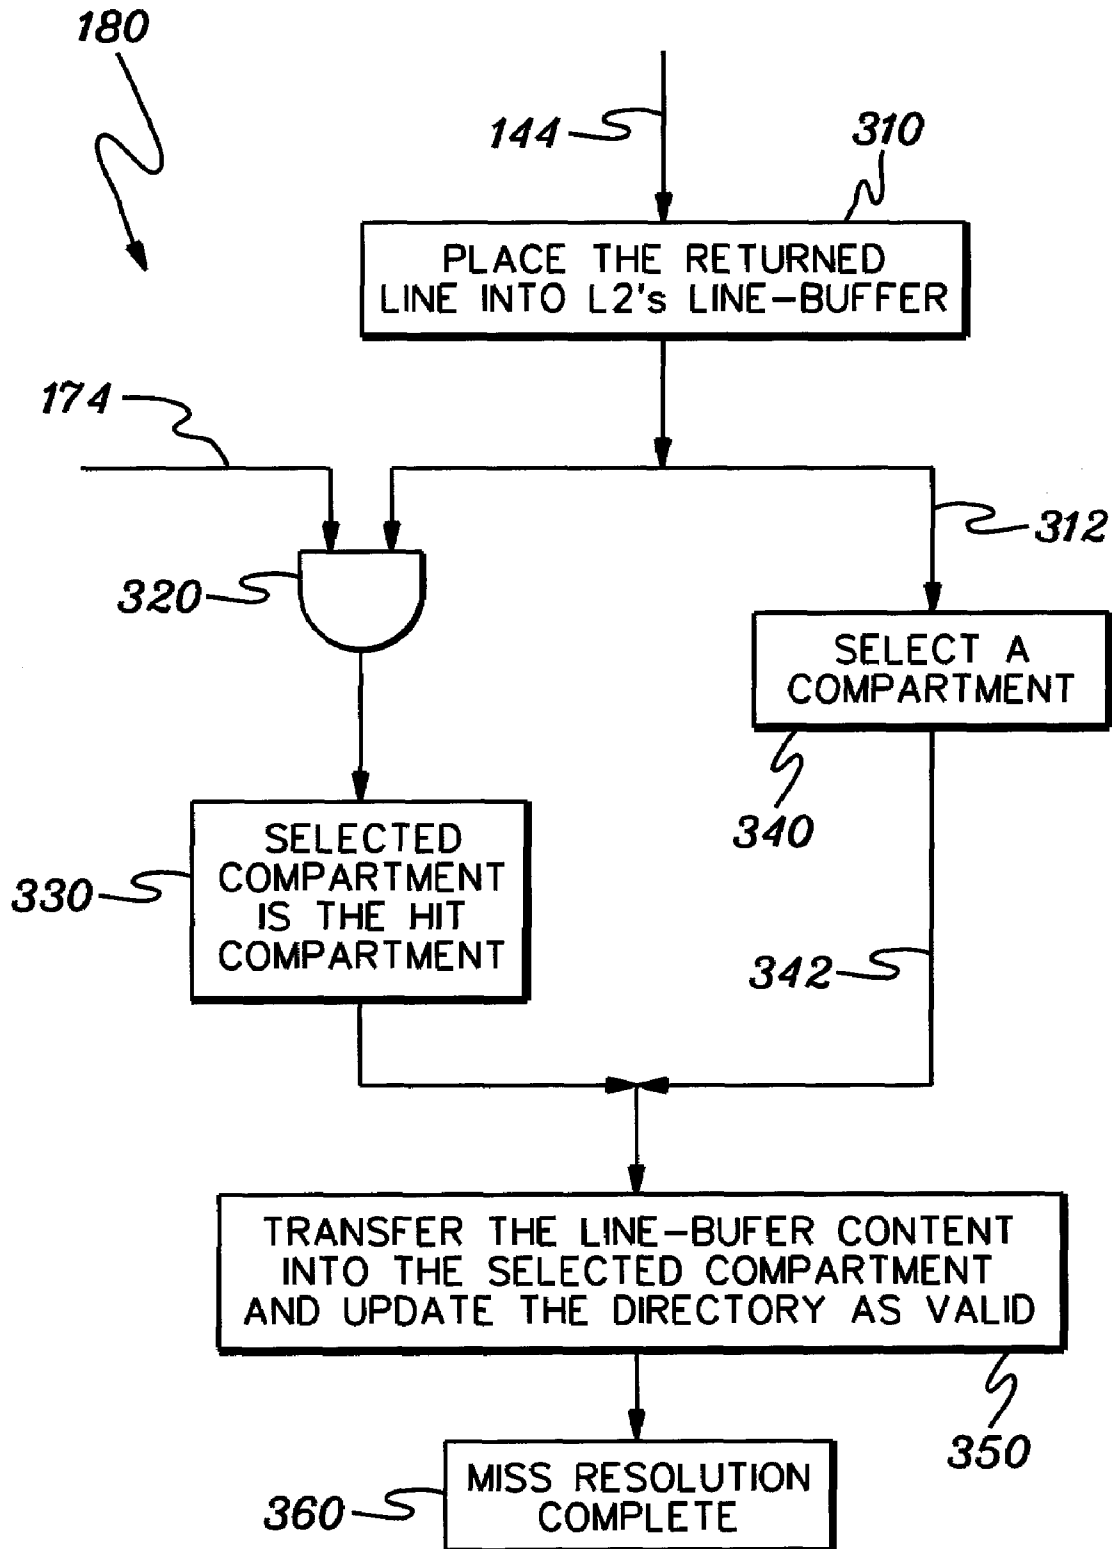 180
144
310
PLACE THE RETURNED
LINE INTO L2's LINE-BUFFER
174
312
320
SELECT A
COMPARTMENT
340
SELECTED
COMPARTMENT
IS THE HIT
COMPARTMENT
330
342
TRANSFER THE LINE-BUFER CONTENT
INTO THE SELECTED COMPARTMENT
AND UPDATE THE DIRECTORY AS VALID
350
MISS RESOLUTION
COMPLETE
360